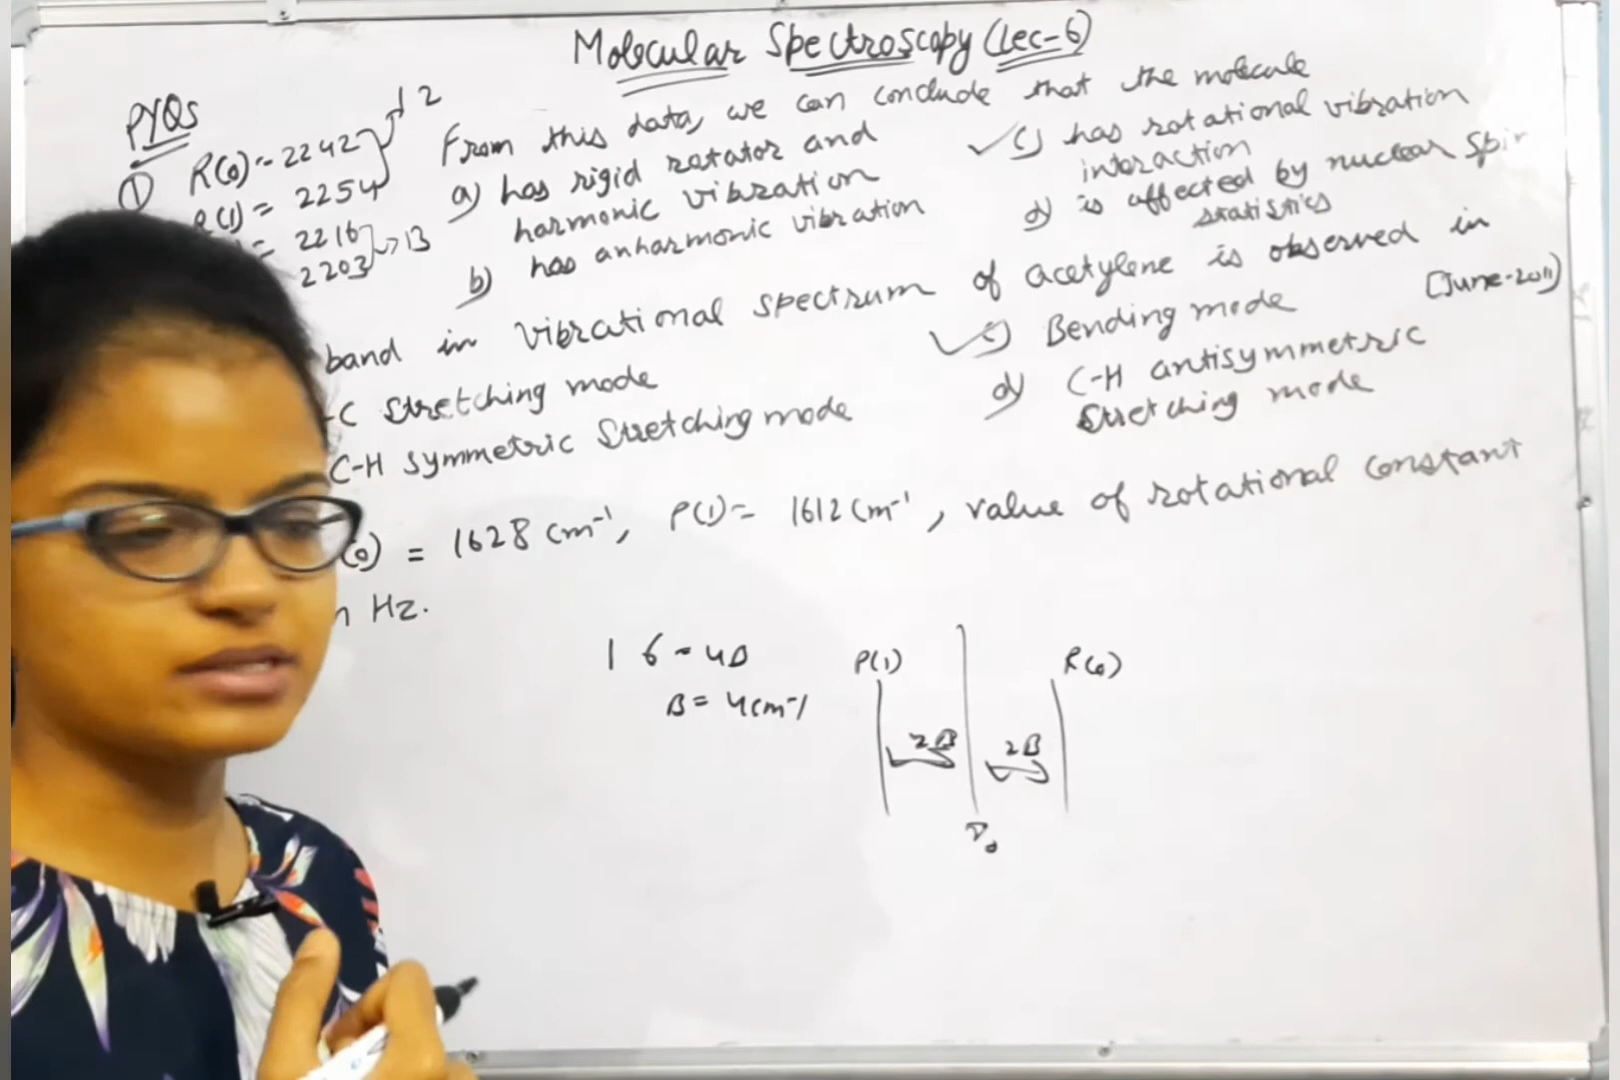 Molecular Spectroscopy (Lec-6)
PYQs
① R(0) = 2242 12
R(1) = 2254
= 2216 13
2203
From this data, we can conclude that the molecule
a) has rigid rotator and
harmonic vibration
b) has anharmonic vibration
✓ c) has rotational vibration
interaction
d) is affected by nuclear spin
statistics
band in vibrational spectrum of acetylene is observed in
[June-2011)
-C Stretching mode
C-H symmetric Stretching mode
✓ c) Bending mode
d) C-H antisymmetric
Stretching mode
(0) = 1628 cm⁻¹, P(1) = 1612 cm⁻¹, value of rotational constant
n Hz.
16 = 4B
B = 4cm⁻¹
P(1) R(0)
2B 2B